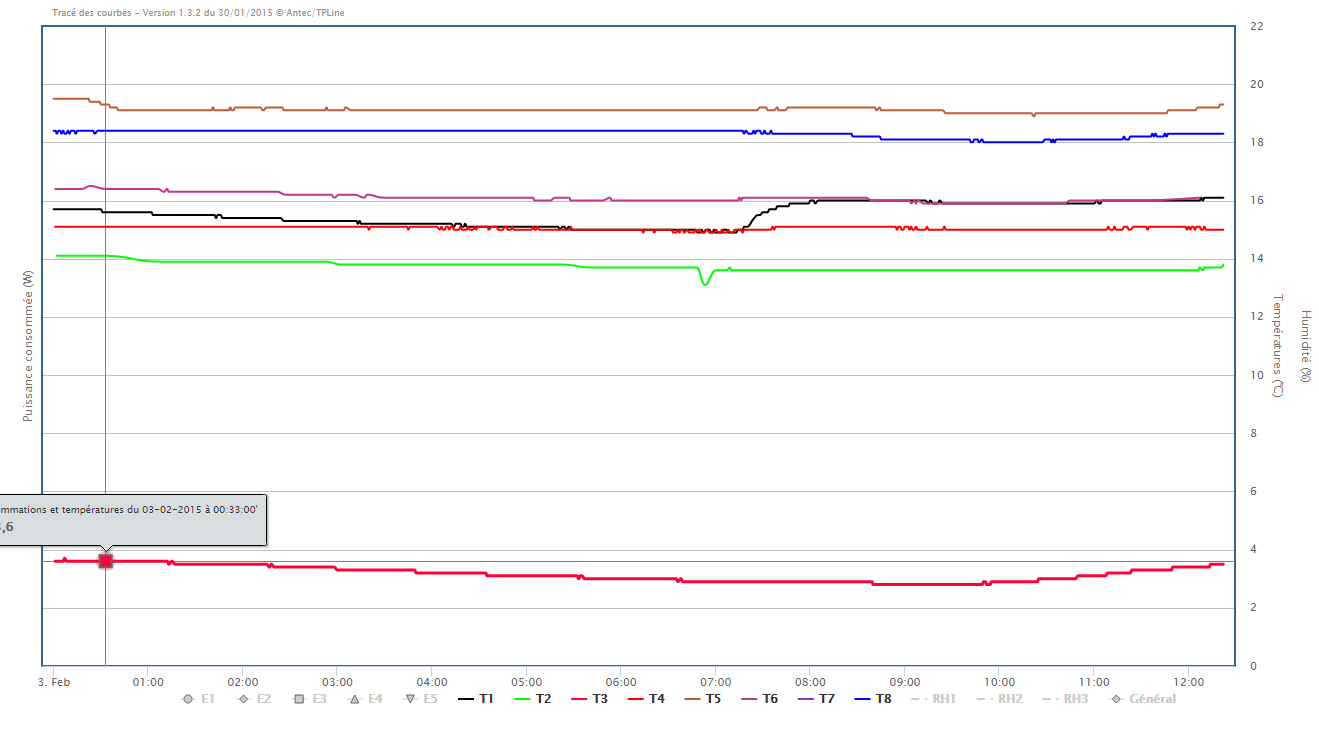 Tracé des courbes - Version 1.3.2 du 30/01/2015 © Antec/TPLine
22
20
18
16
14
12
10
8
6
4
2
0
Puissance consommée (W)
Températures (°C)
Humidité (%)
mmations et températures du 03-02-2015 à 00:33:00'
,6
3. Feb 01:00 02:00 03:00 04:00 05:00 06:00 07:00 08:00 09:00 10:00 11:00 12:00
E1 E2 E3 E4 E5 T1 T2 T3 T4 T5 T6 T7 T8 RH1 RH2 RH3 Général